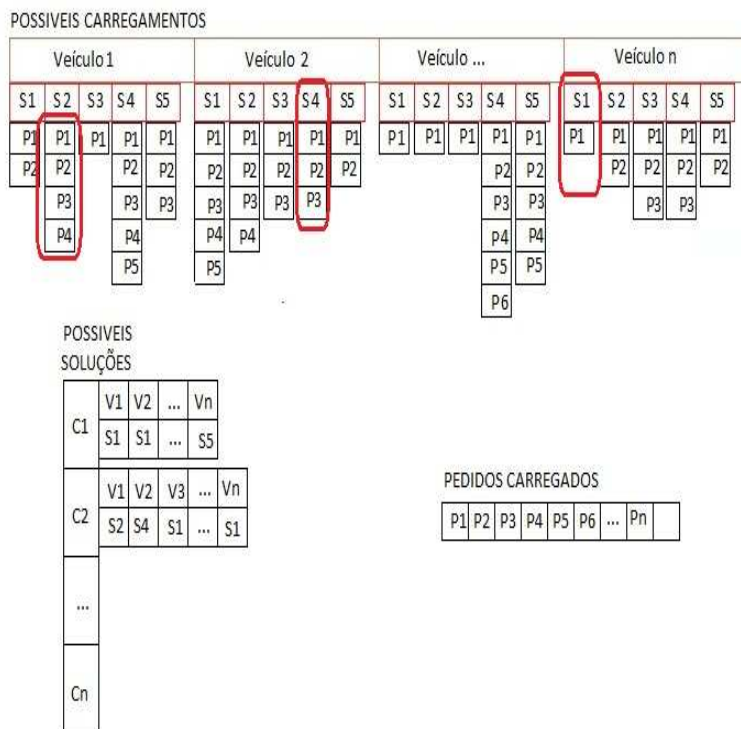 POSSIVEIS CARREGAMENTOS
Veículo 1 Veículo 2 Veículo ... Veículo n
S1 S2 S3 S4 S5 S1 S2 S3 S4 S5 S1 S2 S3 S4 S5 S1 S2 S3 S4 S5
P1 P1 P1 P1 P1 P1 P1 P1 P1 P1 P1 P1 P1 P1 P1 P1 P1 P1 P1 P1
P2 P2 P2 P2 P2 P2 P2 P2 P2 P2 P2 P2 P2 P2 P2
P3 P3 P3 P3 P3 P3 P3 P3 P3 P3 P3
P4 P4 P4 P4 P4 P4
P5 P5 P5 P5
P6
POSSIVEIS
SOLUÇÕES
C1
V1 V2 ... Vn
S1 S1 ... S5
C2
V1 V2 V3 ... Vn
S2 S4 S1 ... S1
...
Cn
PEDIDOS CARREGADOS
P1 P2 P3 P4 P5 P6 ... Pn